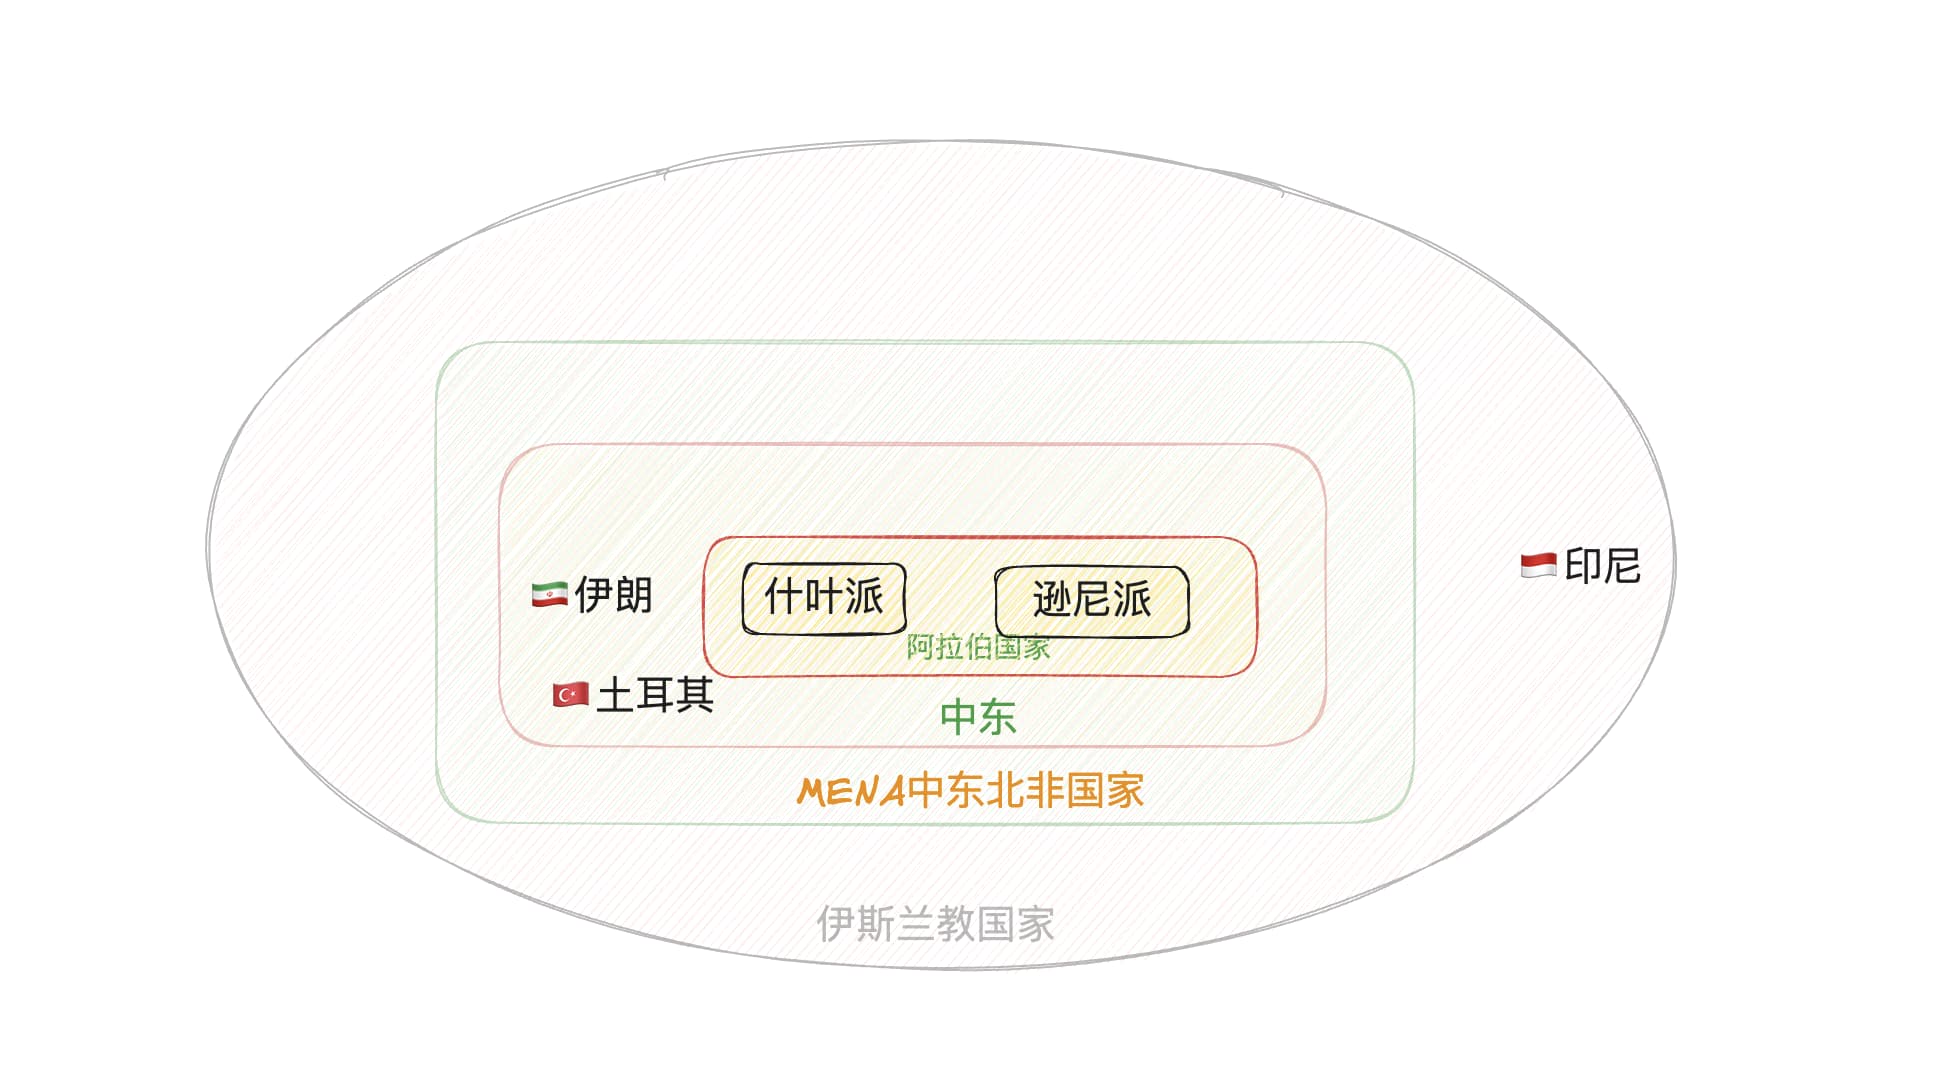 🇮🇩印尼
🇮🇷伊朗
什叶派
逊尼派
阿拉伯国家
🇹🇷土耳其
中东
MENA中东北非国家
伊斯兰教国家